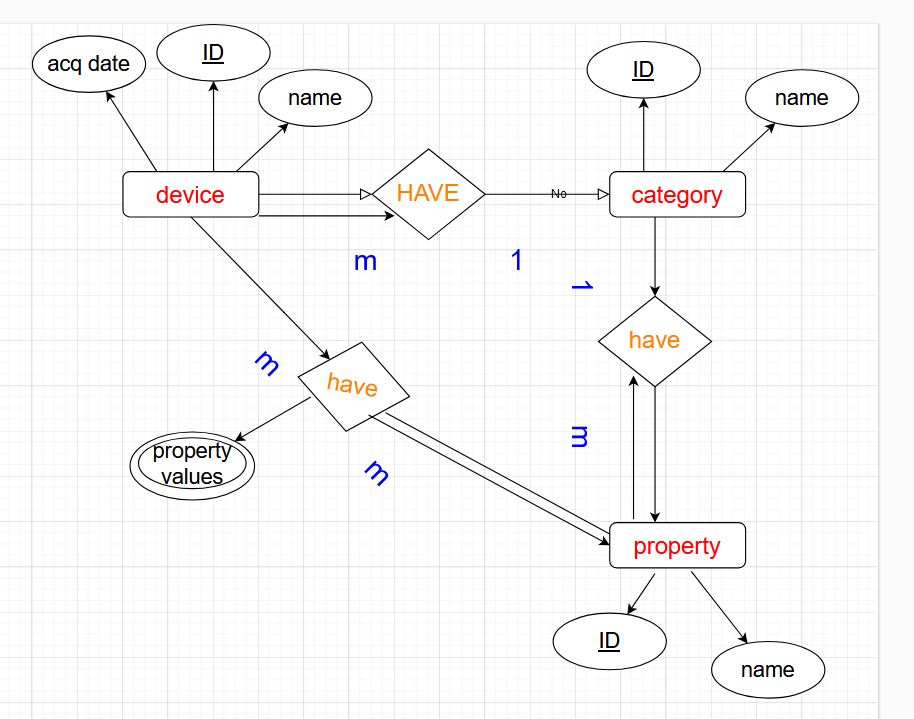 ID
acq date
name
ID
name
device
HAVE
No
category
m
1
1
have
m
have
m
m
property
values
property
ID
name